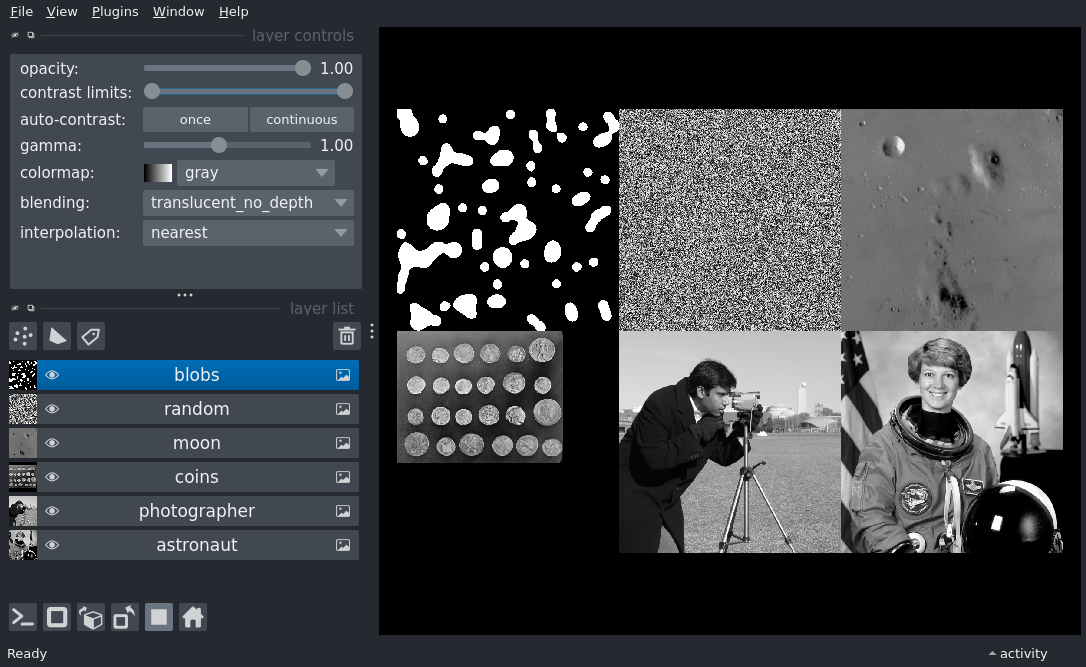 File View Plugins Window Help
layer controls
opacity: 1.00
contrast limits:
auto-contrast: once continuous
gamma: 1.00
colormap: gray
blending: translucent_no_depth
interpolation: nearest
layer list
blobs
random
moon
coins
photographer
astronaut
Ready
activity